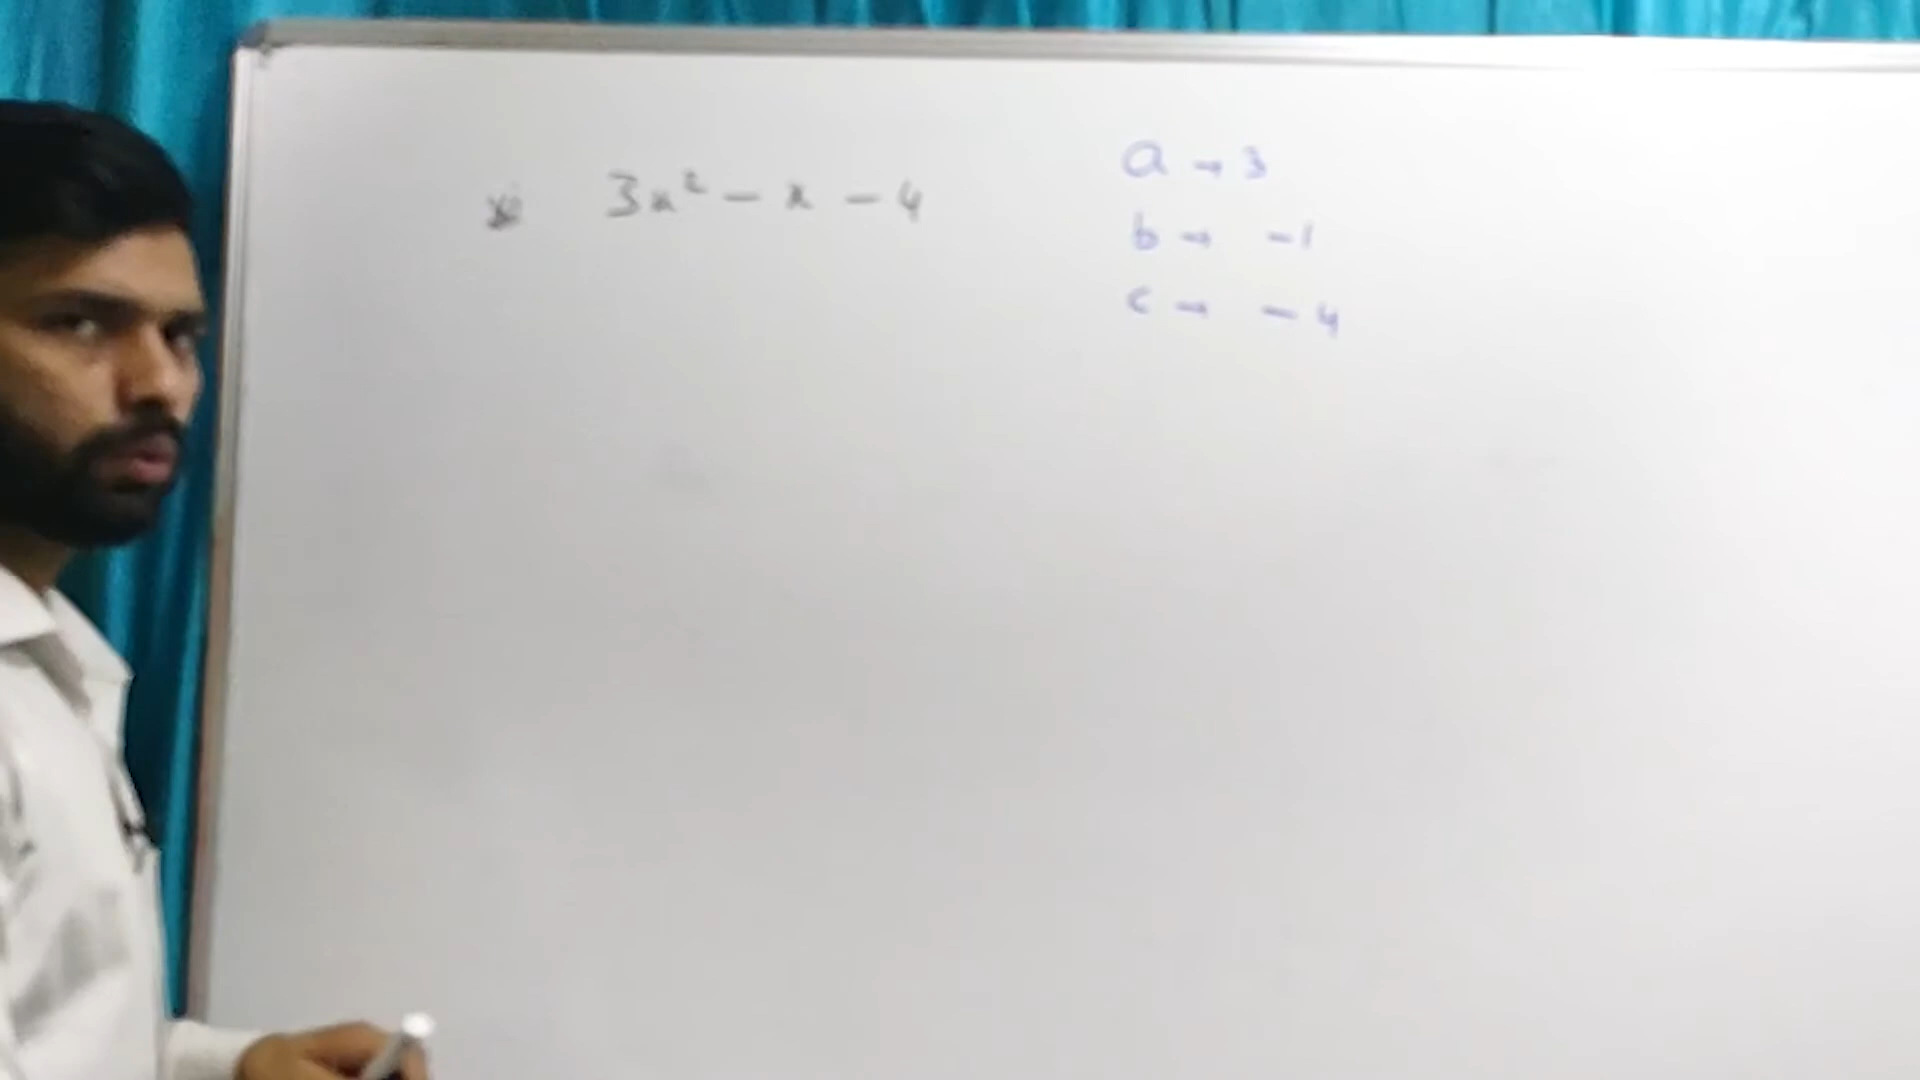 3x² - x - 4
a → 3
b → -1
c → -4